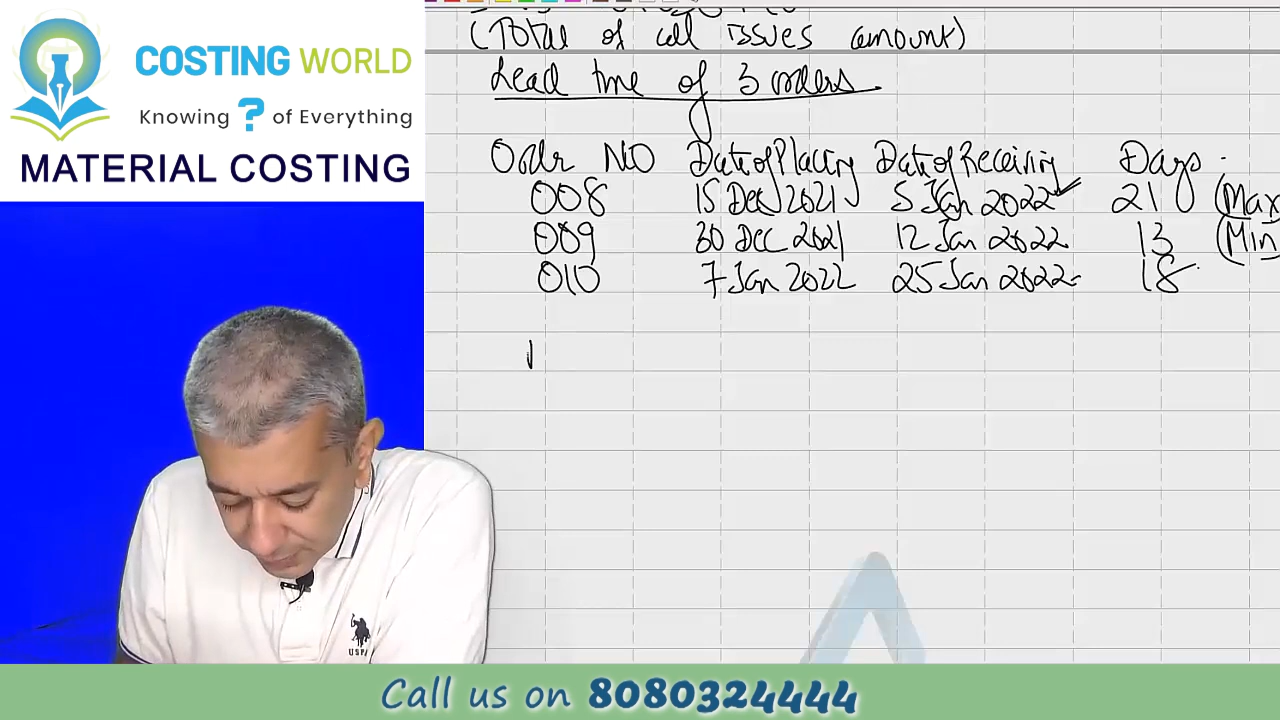 COSTING WORLD
Knowing ? of Everything
MATERIAL COSTING
(Total of all issues amount)
Lead time of 3 orders
Order No Date of Placing Date of Receiving Days
008 15 Dec 2021 5 Jan 2022 21 (Max
009 30 Dec 2021 12 Jan 2022 13 (Min
010 7 Jan 2022 25 Jan 2022 18
USPA
Call us on 8080324444